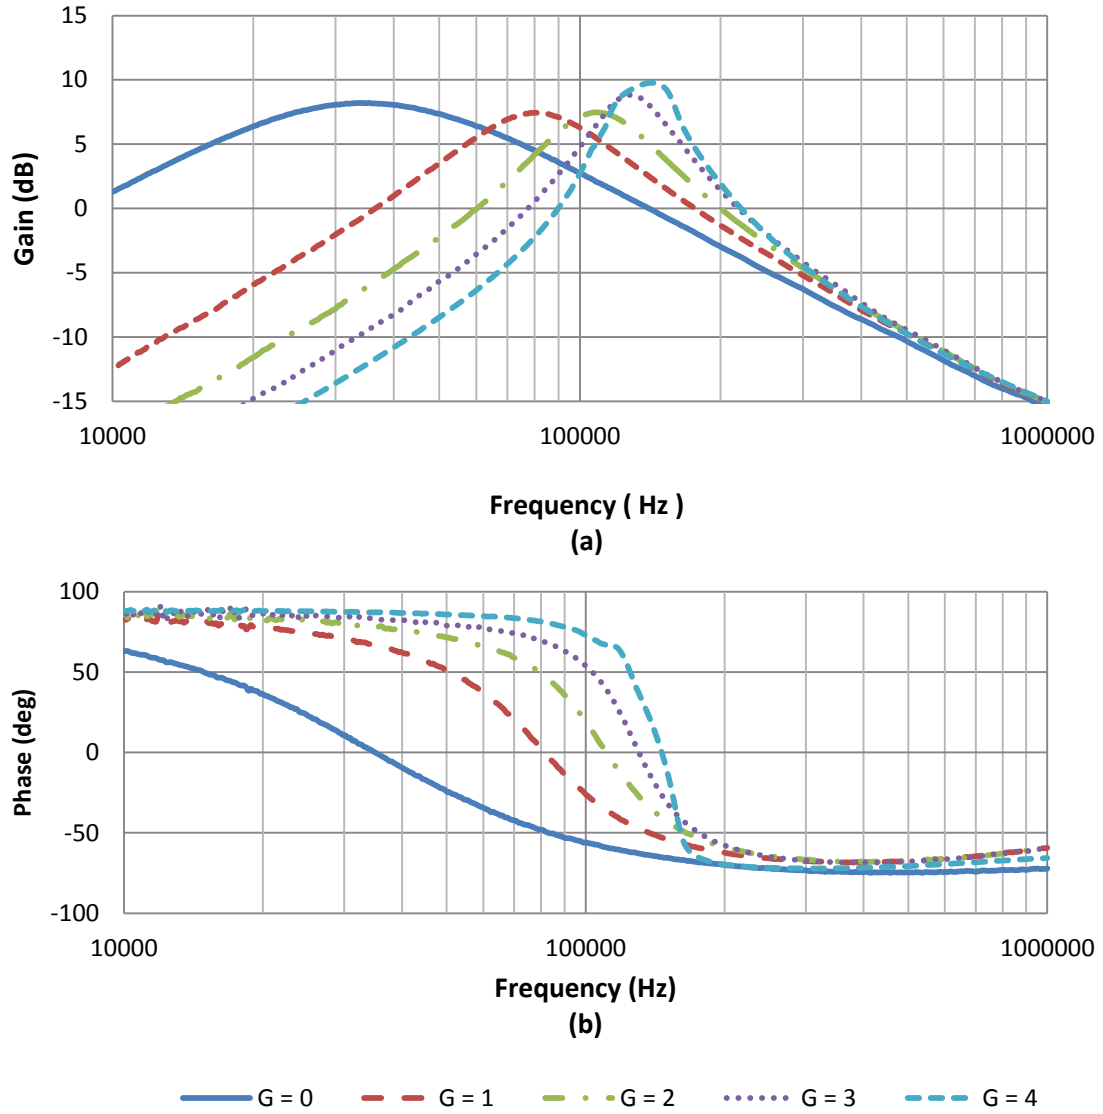 15
10
5
0
-5
-10
-15
Gain (dB)
10000 100000 1000000
Frequency ( Hz )
(a)
100
50
0
-50
-100
Phase (deg)
10000 100000 1000000
Frequency (Hz)
(b)
G = 0 G = 1 G = 2 G = 3 G = 4